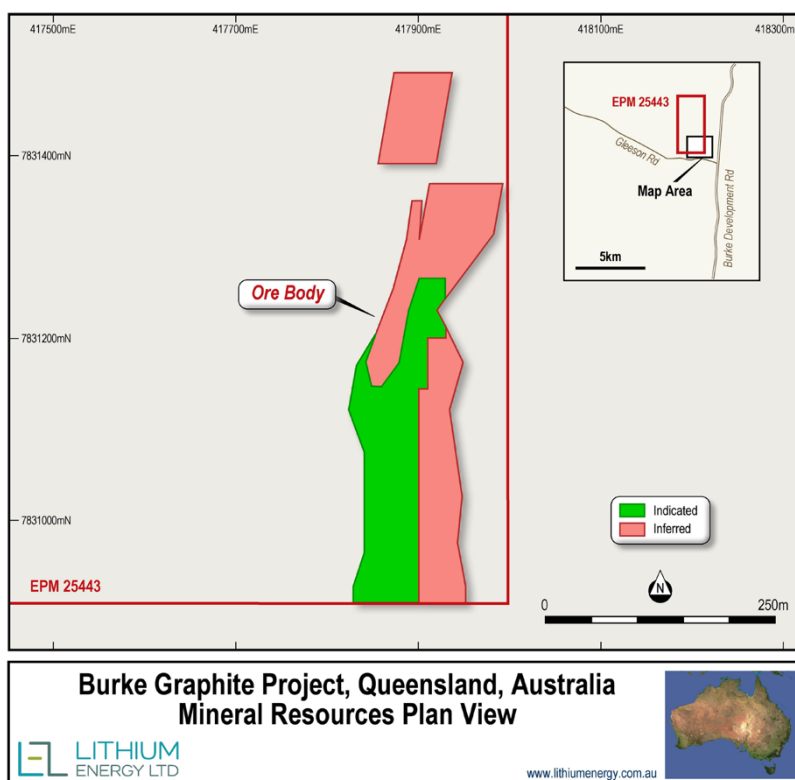 417500mE 417700mE 417900mE 418100mE 418300mE
EPM 25443
Gleeson Rd
Burke Development Rd
Map Area
5km
7831400mN
Ore Body
7831200mN
Indicated
Inferred
7831000mN
EPM 25443
N
0 250m
Burke Graphite Project, Queensland, Australia
Mineral Resources Plan View
LEL LITHIUM
ENERGY LTD
www.lithiumenergy.com.au